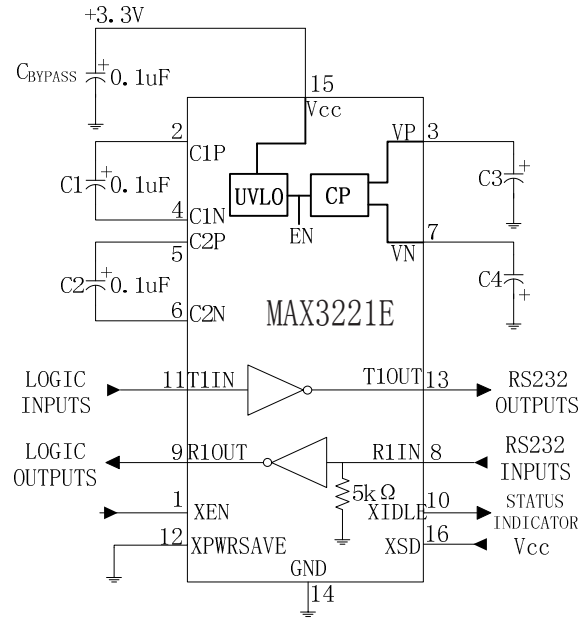 +3.3V
CBYPASS
0.1uF
15
Vcc
2
C1P
VP
3
C1
0.1uF
UVLO
CP
C3
4
C1N
EN
5
C2P
7
VN
C2
0.1uF
C4
6
C2N
MAX3221E
LOGIC
INPUTS
11
T1IN
T1OUT
13
RS232
OUTPUTS
LOGIC
OUTPUTS
9
R1OUT
R1IN
8
RS232
INPUTS
5kΩ
1
XEN
XIDLE
10
STATUS
INDICATOR
12
XPWRSAVE
XSD
16
Vcc
GND
14